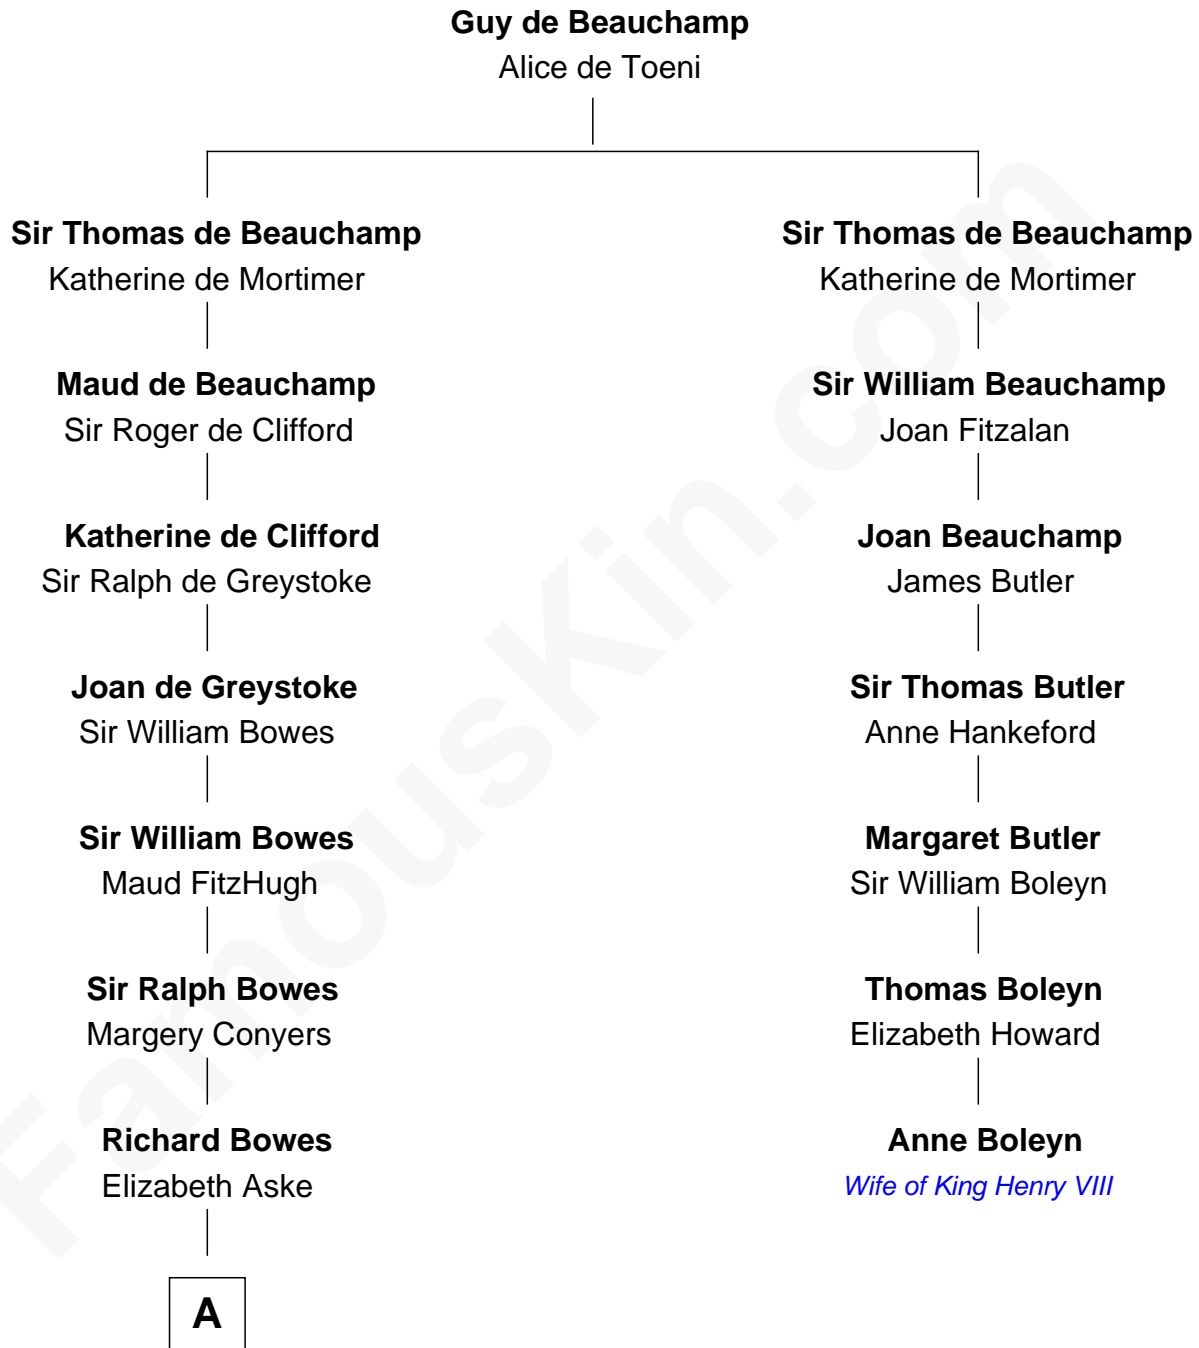 Guy de Beauchamp
Alice de Toeni
Sir Thomas de Beauchamp
Katherine de Mortimer
Maud de Beauchamp
Sir Roger de Clifford
Katherine de Clifford
Sir Ralph de Greystoke
Joan de Greystoke
Sir William Bowes
Sir William Bowes
Maud FitzHugh
Sir Ralph Bowes
Margery Conyers
Richard Bowes
Elizabeth Aske
A
Sir Thomas de Beauchamp
Katherine de Mortimer
Sir William Beauchamp
Joan Fitzalan
Joan Beauchamp
James Butler
Sir Thomas Butler
Anne Hankeford
Margaret Butler
Sir William Boleyn
Thomas Boleyn
Elizabeth Howard
Anne Boleyn
Wife of King Henry VIII
FamousKin.com